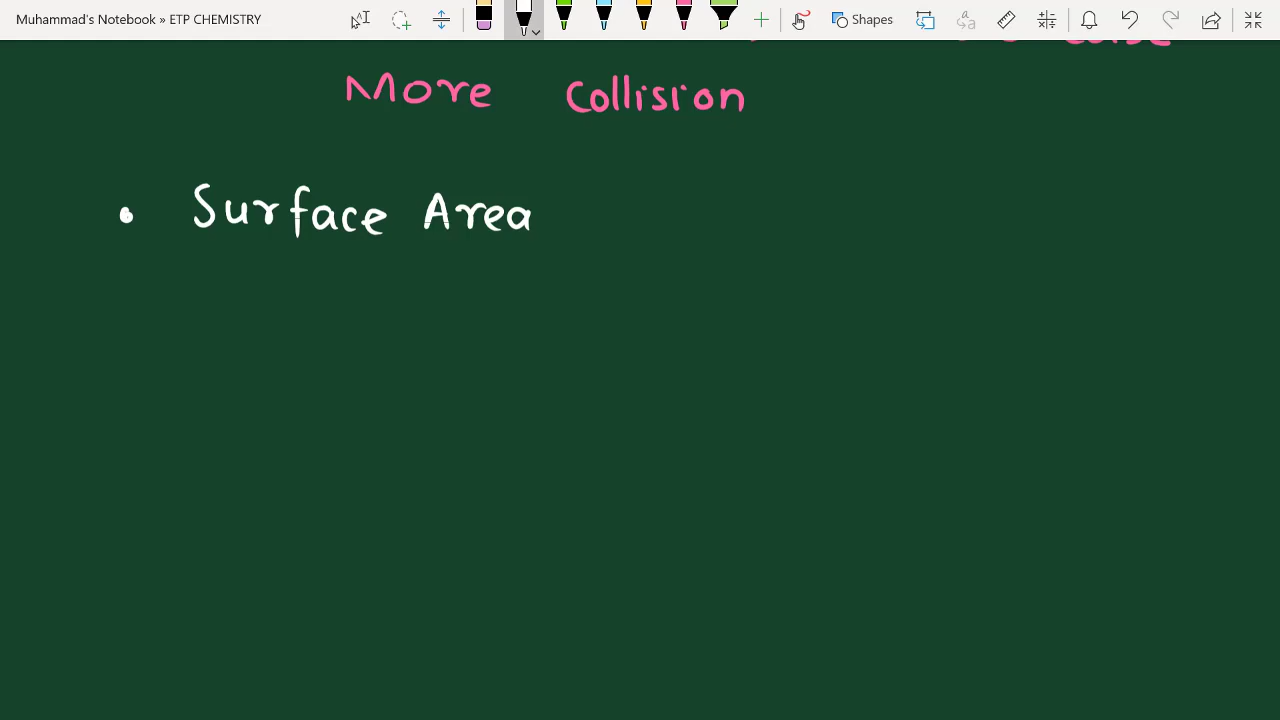 Muhammad's Notebook » ETP CHEMISTRY
Shapes
More Collision
• Surface Area